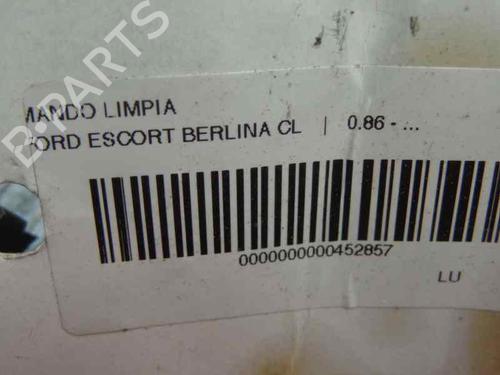 B-PARTS
MANDO LIMPIA
FORD ESCORT BERLINA CL | 0.86 - ...
0000000000452857
LU